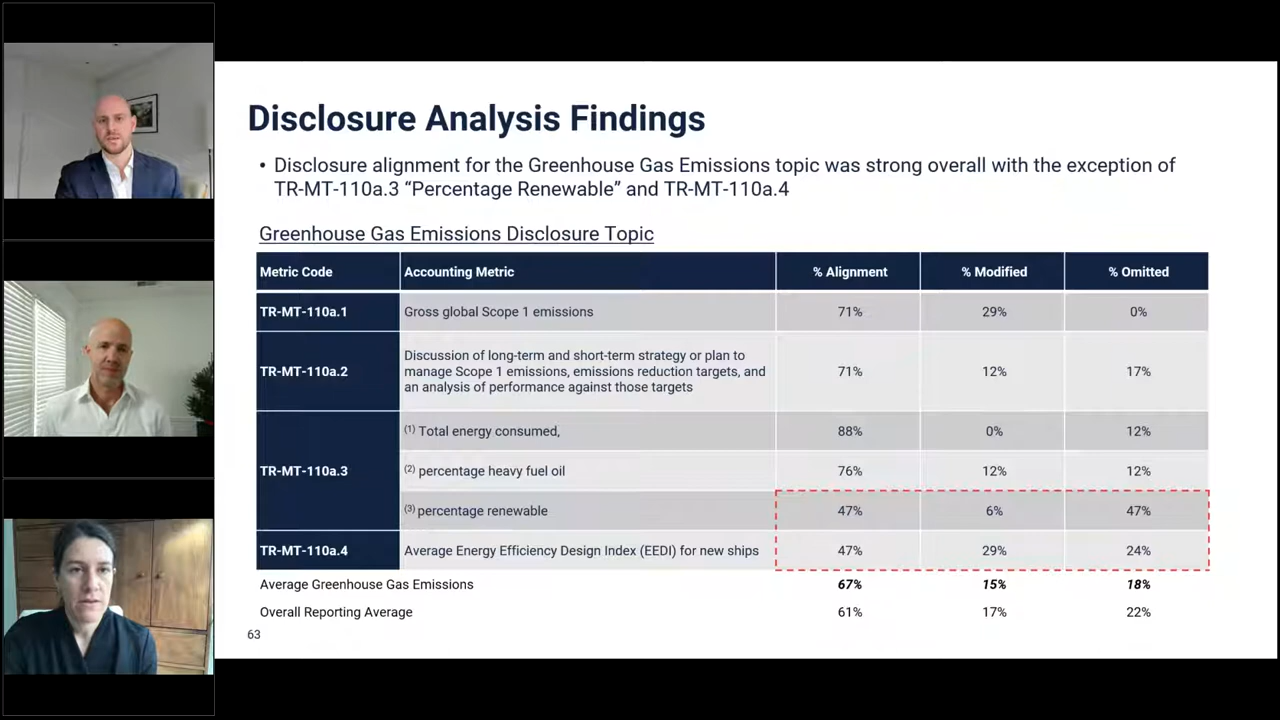 Disclosure Analysis Findings
• Disclosure alignment for the Greenhouse Gas Emissions topic was strong overall with the exception of
TR-MT-110a.3 “Percentage Renewable” and TR-MT-110a.4
Greenhouse Gas Emissions Disclosure Topic
Metric Code Accounting Metric % Alignment % Modified % Omitted
TR-MT-110a.1 Gross global Scope 1 emissions 71% 29% 0%
Discussion of long-term and short-term strategy or plan to
TR-MT-110a.2 manage Scope 1 emissions, emissions reduction targets, and 71% 12% 17%
an analysis of performance against those targets
(1) Total energy consumed, 88% 0% 12%
TR-MT-110a.3 (2) percentage heavy fuel oil 76% 12% 12%
(3) percentage renewable 47% 6% 47%
TR-MT-110a.4 Average Energy Efficiency Design Index (EEDI) for new ships 47% 29% 24%
Average Greenhouse Gas Emissions 67% 15% 18%
Overall Reporting Average 61% 17% 22%
63